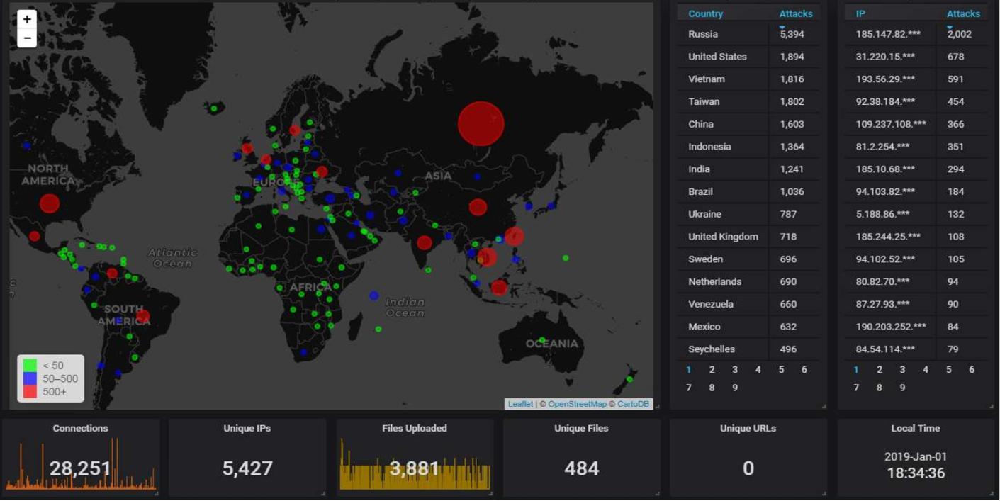 +
−
NORTH
AMERICA
Atlantic
Ocean
SOUTH
AMERICA
EUROPE
ASIA
AFRICA
Indian
Ocean
OCEANIA
< 50
50–500
500+
Leaflet | © OpenStreetMap © CartoDB
Country Attacks
Russia 5,394
United States 1,894
Vietnam 1,816
Taiwan 1,802
China 1,603
Indonesia 1,364
India 1,241
Brazil 1,036
Ukraine 787
United Kingdom 718
Sweden 696
Netherlands 690
Venezuela 660
Mexico 632
Seychelles 496
1 2 3 4 5 6
7 8 9
IP Attacks
185.147.82.*** 2,002
31.220.15.*** 678
193.56.29.*** 591
92.38.184.*** 454
109.237.108.*** 366
81.2.254.*** 351
185.10.68.*** 294
94.103.82.*** 184
5.188.86.*** 132
185.244.25.*** 108
94.102.52.*** 105
80.82.70.*** 94
87.27.93.*** 90
190.203.252.*** 84
84.54.114.*** 79
1 2 3 4 5 6
7 8 9
Connections
28,251
Unique IPs
5,427
Files Uploaded
3,881
Unique Files
484
Unique URLs
0
Local Time
2019-Jan-01
18:34:36